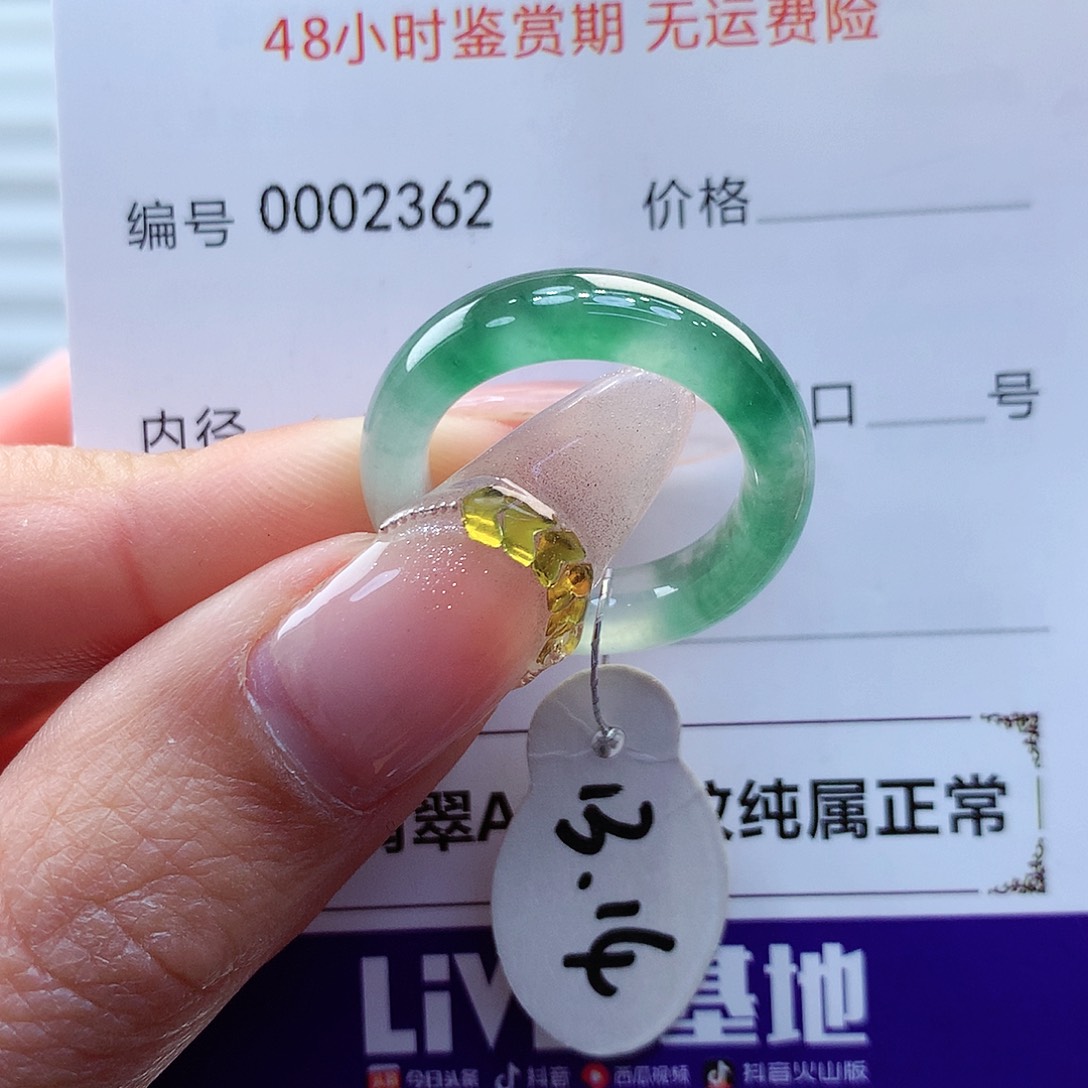 48小时鉴赏期 无运费险
编号 0002362 价格
内径 口 号
13.14
翠A 纯属正常
LiV 基地
今日头条 抖音 西瓜视频 抖音火山版